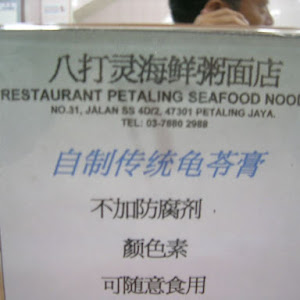 八打灵海鲜粥面店
RESTAURANT PETALING SEAFOOD NOOD
NO.31, JALAN SS 4D/2, 47301 PETALING JAYA.
TEL: 03-7880 2988
自制传统龟苓膏
不加防腐剂
颜色素
可随意食用